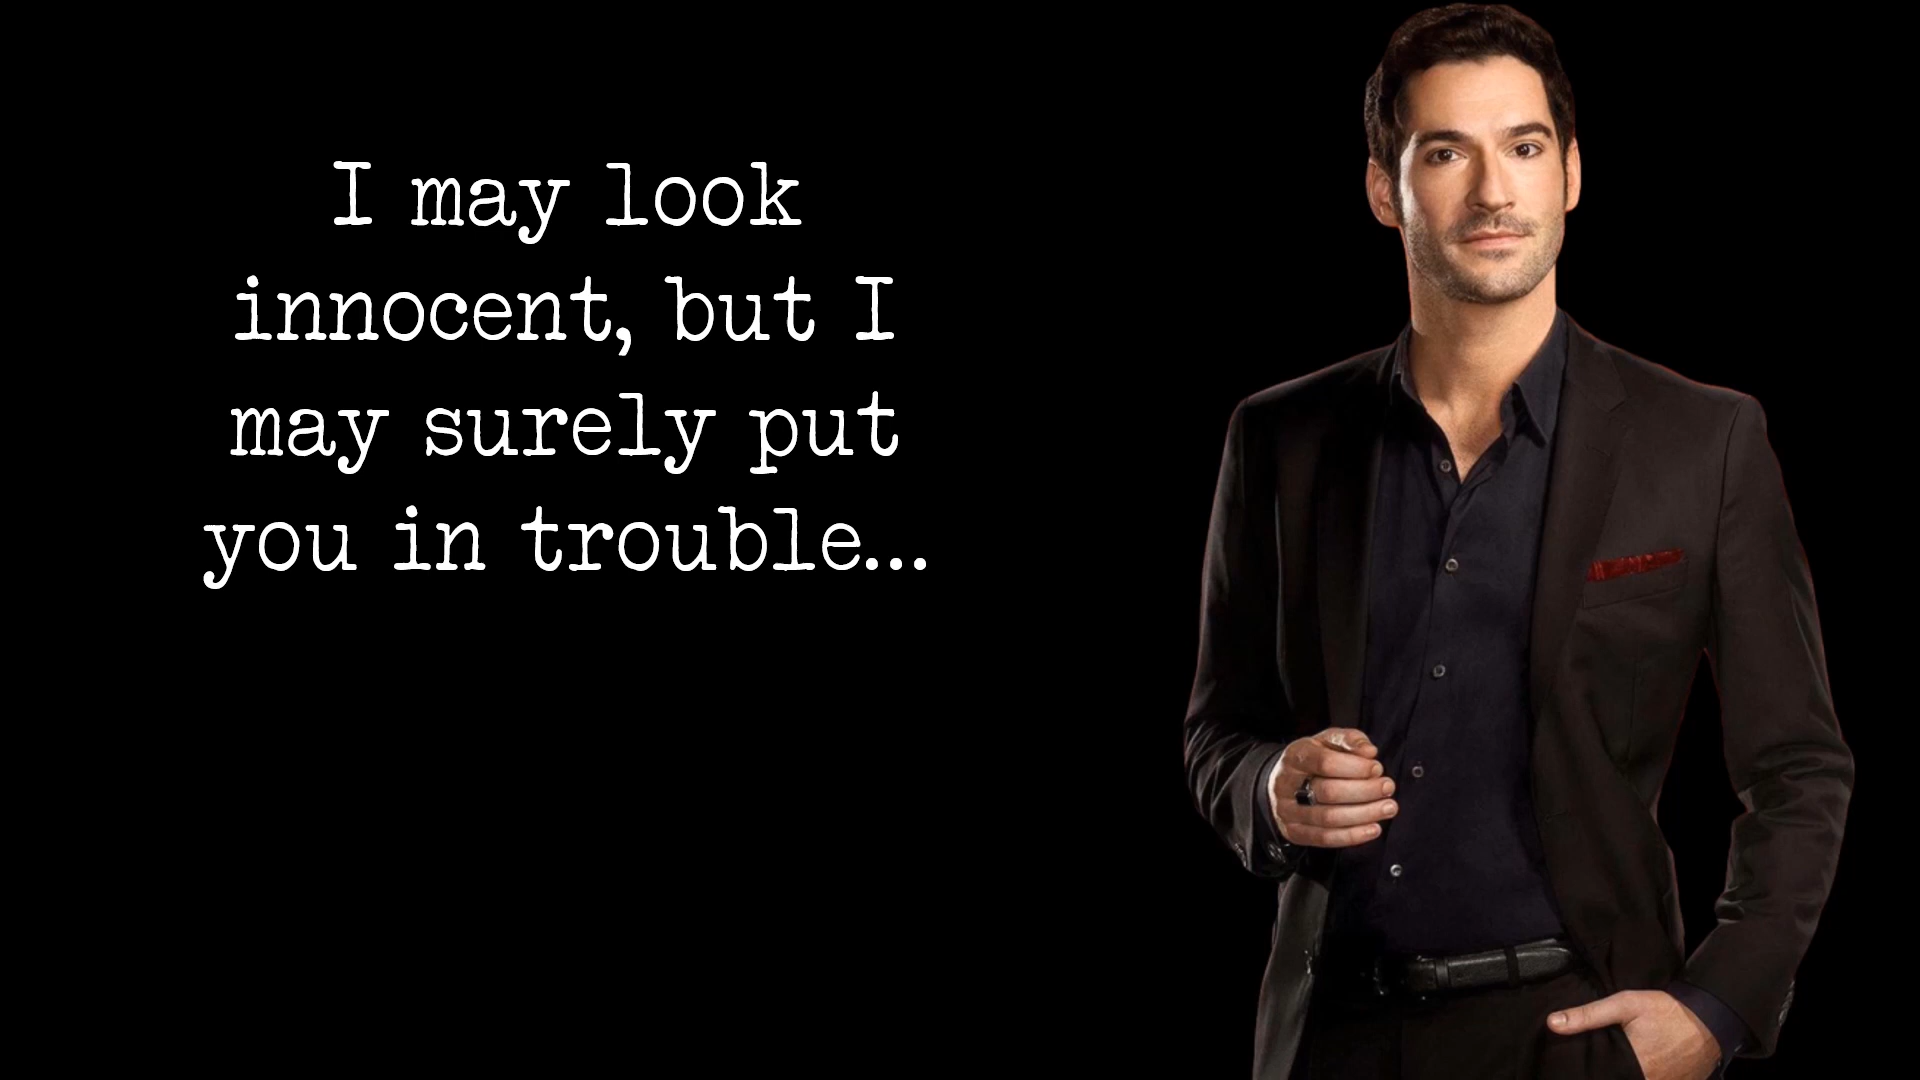 I may look
innocent, but I
may surely put
you in trouble...